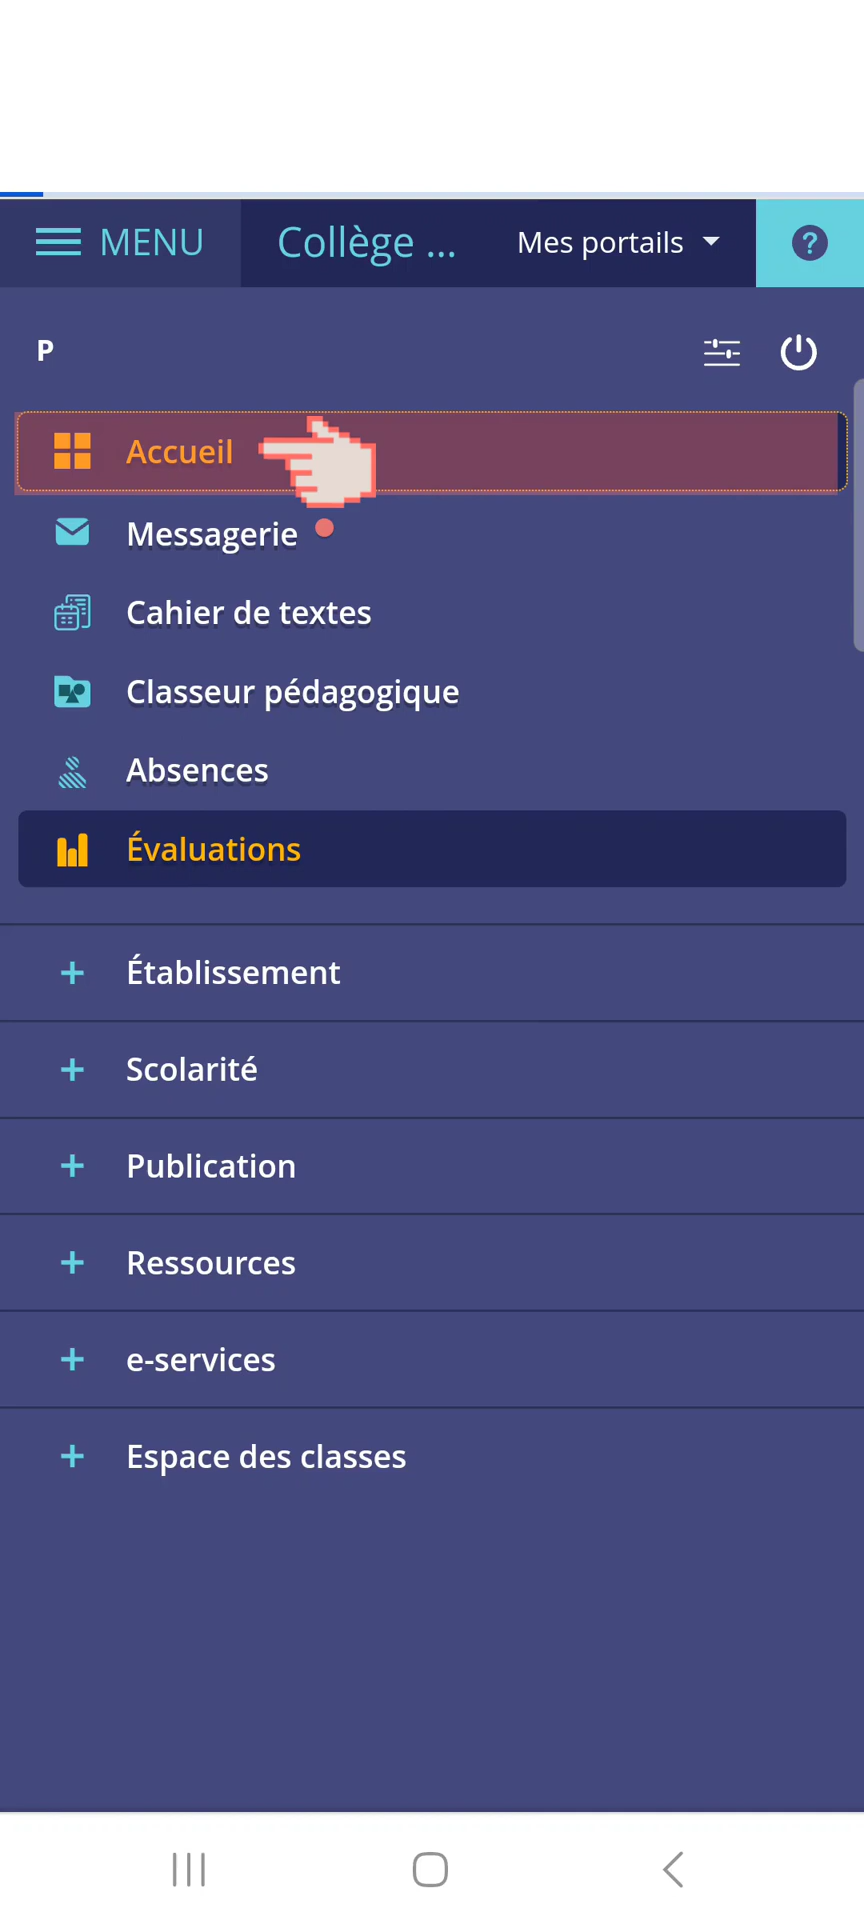 MENU Collège ... Mes portails ?
P
Accueil
Messagerie
Cahier de textes
Classeur pédagogique
Absences
Évaluations
+ Établissement
+ Scolarité
+ Publication
+ Ressources
+ e-services
+ Espace des classes